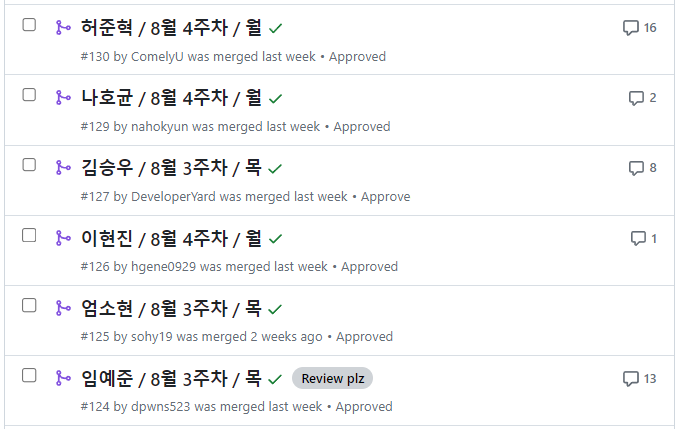 허준혁 / 8월 4주차 / 월
16
#130 by ComelyU was merged last week • Approved
나호균 / 8월 4주차 / 월
2
#129 by nahokyun was merged last week • Approved
김승우 / 8월 3주차 / 목
8
#127 by DeveloperYard was merged last week • Approve
이현진 / 8월 4주차 / 월
1
#126 by hgene0929 was merged last week • Approved
엄소현 / 8월 3주차 / 목
#125 by sohy19 was merged 2 weeks ago • Approved
임예준 / 8월 3주차 / 목 Review plz
13
#124 by dpwns523 was merged last week • Approved